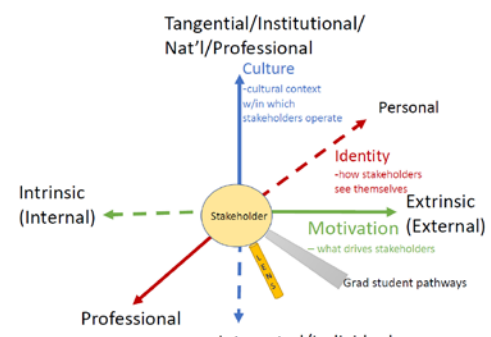 Tangential/Institutional/
Nat'l/Professional
Culture
-cultural context
w/in which
stakeholders operate
Personal
Identity
-how stakeholders
see themselves
Intrinsic
(Internal)
Stakeholder
Extrinsic
(External)
Motivation
– what drives stakeholders
LENS
Grad student pathways
Professional